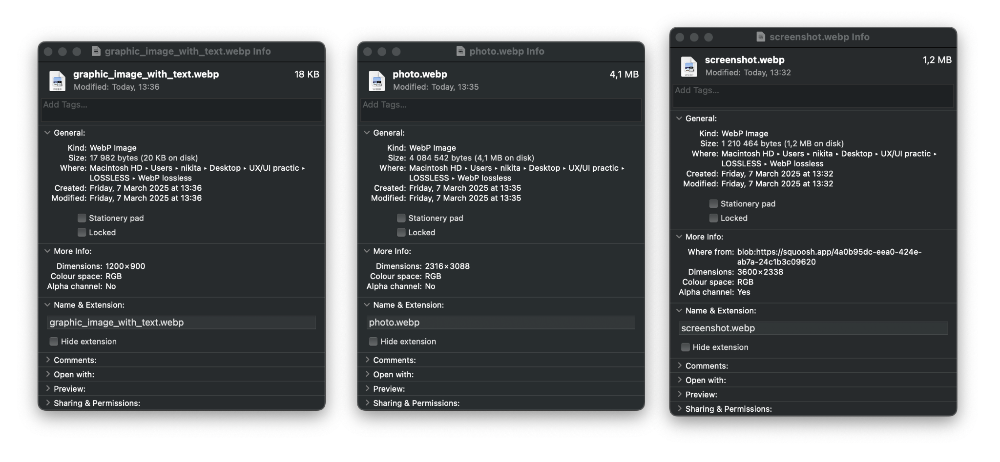 graphic_image_with_text.webp Info
graphic_image_with_text.webp 18 KB
Modified: Today, 13:36
Add Tags...
General:
Kind: WebP Image
Size: 17 982 bytes (20 KB on disk)
Where: Macintosh HD ▸ Users ▸ nikita ▸ Desktop ▸ UX/UI practic ▸
LOSSLESS ▸ WebP lossless
Created: Friday, 7 March 2025 at 13:36
Modified: Friday, 7 March 2025 at 13:36
Stationery pad
Locked
More Info:
Dimensions: 1200×900
Colour space: RGB
Alpha channel: No
Name & Extension:
graphic_image_with_text.webp
Hide extension
Comments:
Open with:
Preview:
Sharing & Permissions:
photo.webp Info
photo.webp 4,1 MB
Modified: Today, 13:35
Add Tags...
General:
Kind: WebP Image
Size: 4 084 542 bytes (4,1 MB on disk)
Where: Macintosh HD ▸ Users ▸ nikita ▸ Desktop ▸ UX/UI practic ▸
LOSSLESS ▸ WebP lossless
Created: Friday, 7 March 2025 at 13:35
Modified: Friday, 7 March 2025 at 13:35
Stationery pad
Locked
More Info:
Dimensions: 2316×3088
Colour space: RGB
Alpha channel: No
Name & Extension:
photo.webp
Hide extension
Comments:
Open with:
Preview:
Sharing & Permissions:
screenshot.webp Info
screenshot.webp 1,2 MB
Modified: Today, 13:32
Add Tags...
General:
Kind: WebP Image
Size: 1 210 464 bytes (1,2 MB on disk)
Where: Macintosh HD ▸ Users ▸ nikita ▸ Desktop ▸ UX/UI practic ▸
LOSSLESS ▸ WebP lossless
Created: Friday, 7 March 2025 at 13:32
Modified: Friday, 7 March 2025 at 13:32
Stationery pad
Locked
More Info:
Where from: blob:https://squoosh.app/4a0b95dc-eea0-424e-
ab7a-24c1b3c09620
Dimensions: 3600×2338
Colour space: RGB
Alpha channel: Yes
Name & Extension:
screenshot.webp
Hide extension
Comments:
Open with:
Preview:
Sharing & Permissions: